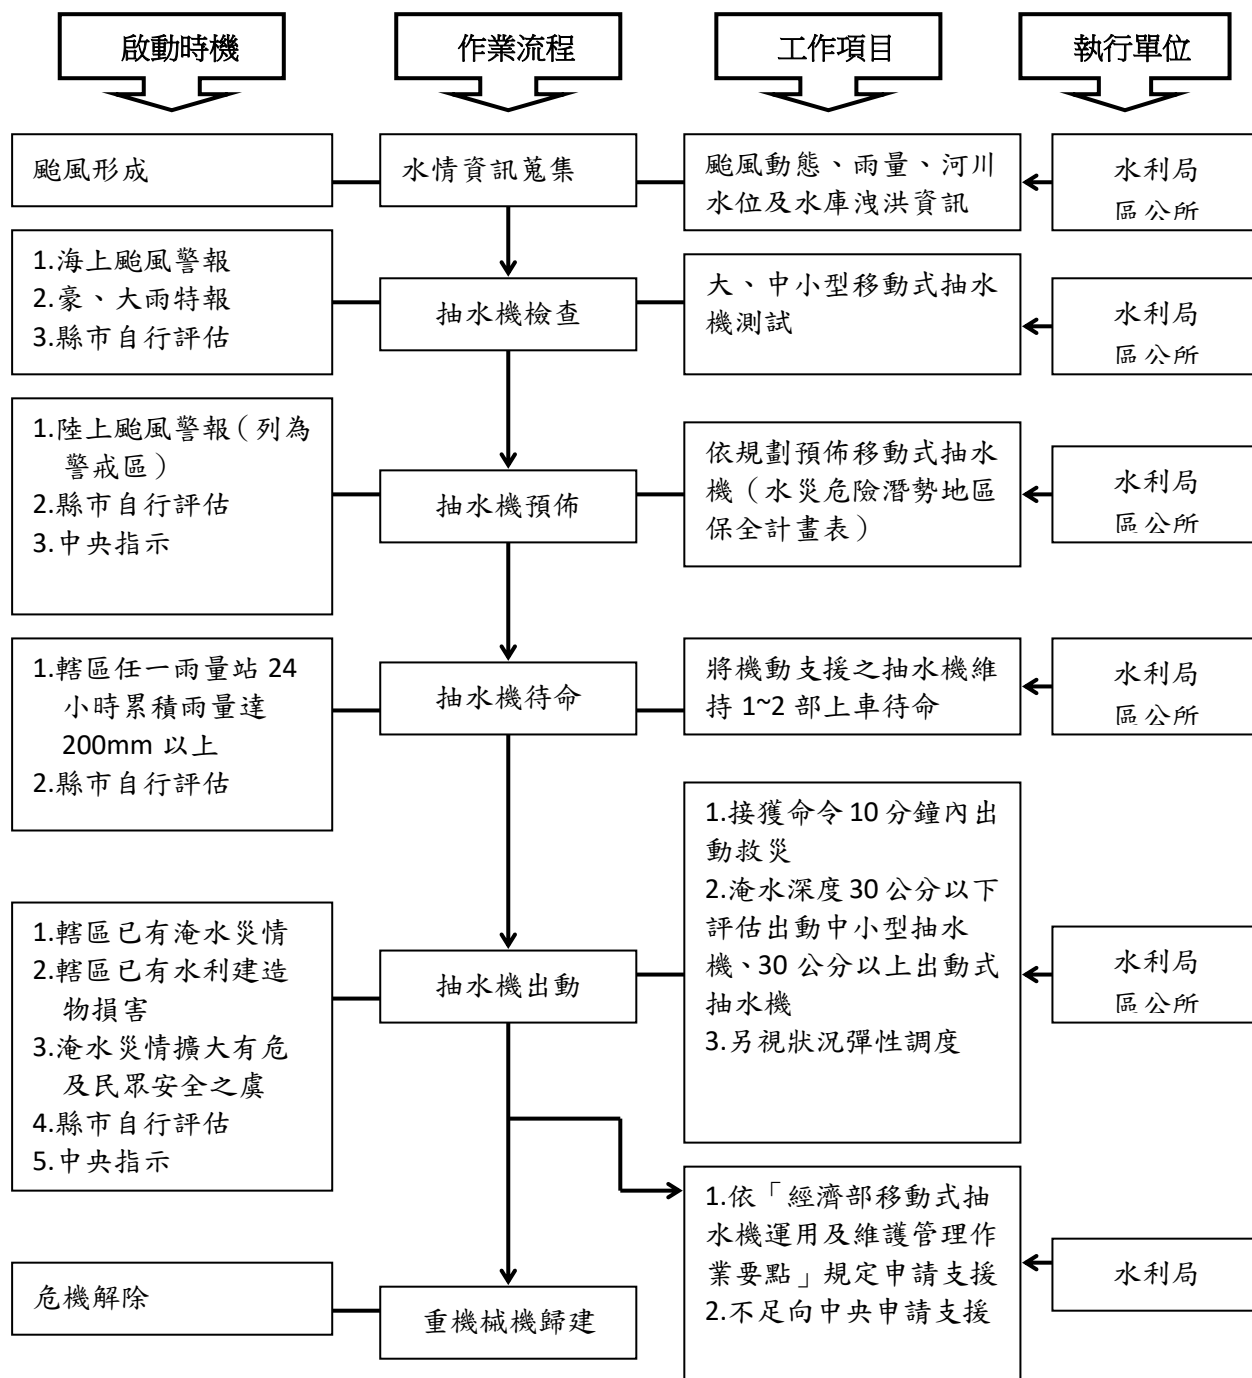 啟動時機
作業流程
工作項目
執行單位
颱風形成
水情資訊蒐集
颱風動態、雨量、河川
水位及水庫洩洪資訊
水利局
區公所
1.海上颱風警報
2.豪、大雨特報
3.縣市自行評估
抽水機檢查
大、中小型移動式抽水
機測試
水利局
區公所
1.陸上颱風警報（列為
警戒區）
2.縣市自行評估
3.中央指示
抽水機預佈
依規劃預佈移動式抽水
機（水災危險潛勢地區
保全計畫表）
水利局
區公所
1.轄區任一雨量站 24
小時累積雨量達
200mm 以上
2.縣市自行評估
抽水機待命
將機動支援之抽水機維
持 1~2 部上車待命
水利局
區公所
1.轄區已有淹水災情
2.轄區已有水利建造
物損害
3.淹水災情擴大有危
及民眾安全之虞
4.縣市自行評估
5.中央指示
抽水機出動
1.接獲命令 10 分鐘內出
動救災
2.淹水深度 30 公分以下
評估出動中小型抽水
機、30 公分以上出動式
抽水機
3.另視狀況彈性調度
水利局
區公所
1.依「經濟部移動式抽
水機運用及維護管理作
業要點」規定申請支援
2.不足向中央申請支援
水利局
危機解除
重機械機歸建